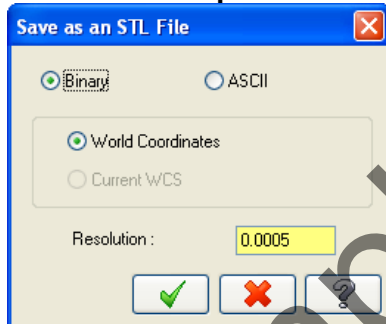 Save as an STL File
Binary ASCII
World Coordinates
Current WCS
Resolution : 0.0005
?